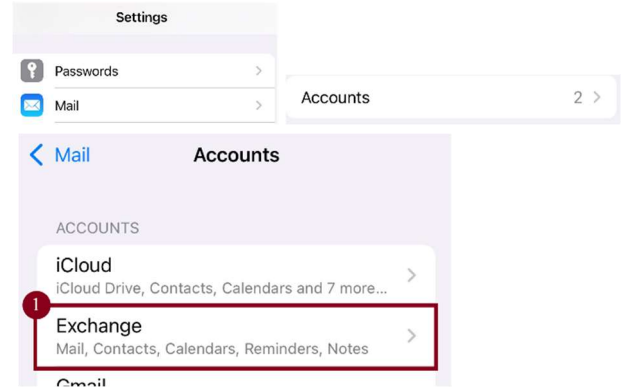 Settings
Passwords
Mail
Accounts 2
Mail Accounts
ACCOUNTS
iCloud
iCloud Drive, Contacts, Calendars and 7 more...
1
Exchange
Mail, Contacts, Calendars, Reminders, Notes
Gmail